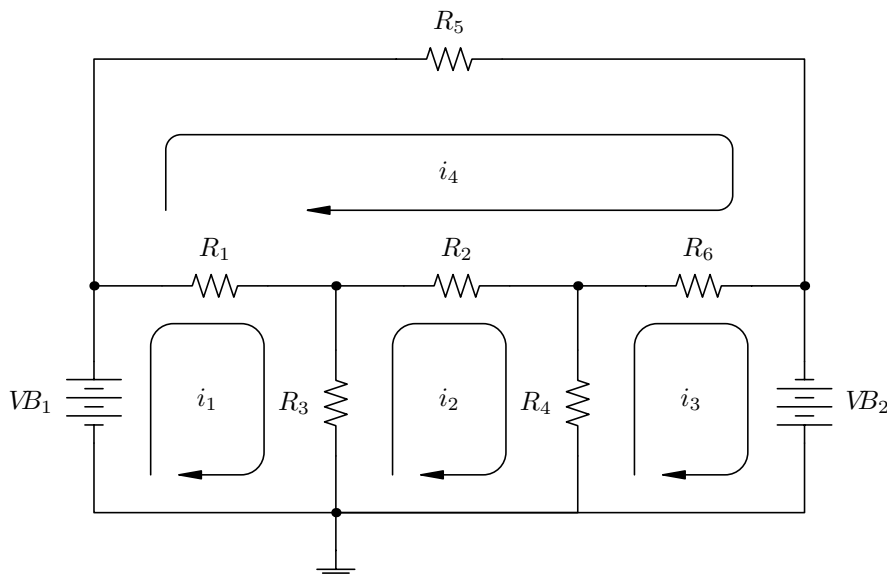 R₅
i₄
R₁ R₂ R₆
VB₁ i₁ R₃ i₂ R₄ i₃ VB₂